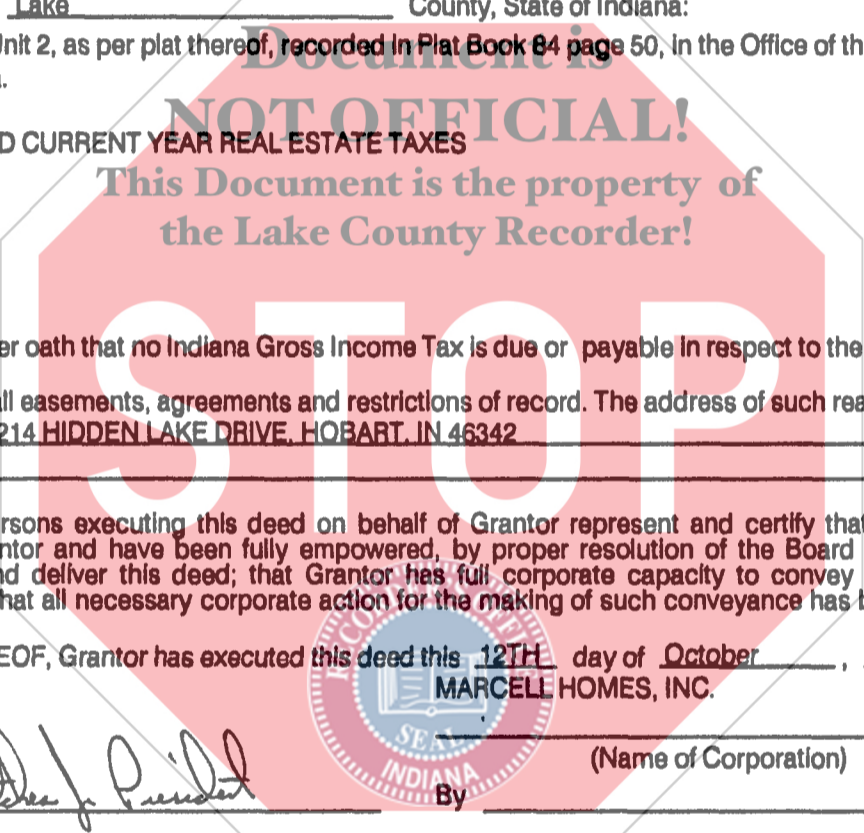 Lake County, State of Indiana:
Unit 2, as per plat thereof, recorded in Plat Book 84 page 50, in the Office of th
Document is
NOT OFFICIAL!
D CURRENT YEAR REAL ESTATE TAXES
This Document is the property of
the Lake County Recorder!
STOP
er oath that no Indiana Gross Income Tax is due or payable in respect to the
ll easements, agreements and restrictions of record. The address of such rea
214 HIDDEN LAKE DRIVE, HOBART, IN 46342
rsons executing this deed on behalf of Grantor represent and certify that
ntor and have been fully empowered, by proper resolution of the Board
nd deliver this deed; that Grantor has full corporate capacity to convey
hat all necessary corporate action for the making of such conveyance has b
EOF, Grantor has executed this deed this 12TH day of October ,
MARCELL HOMES, INC.
RECORDER'S OFFICE
SEAL
INDIANA
(Name of Corporation)
President
By